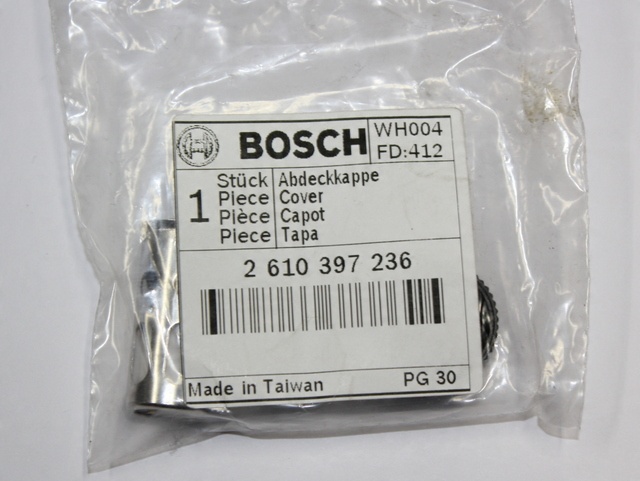 BOSCH
WH004
FD:412
1
Stück Abdeckkappe
Piece Cover
Pièce Capot
Piece Tapa
2 610 397 236
Made in Taiwan PG 30